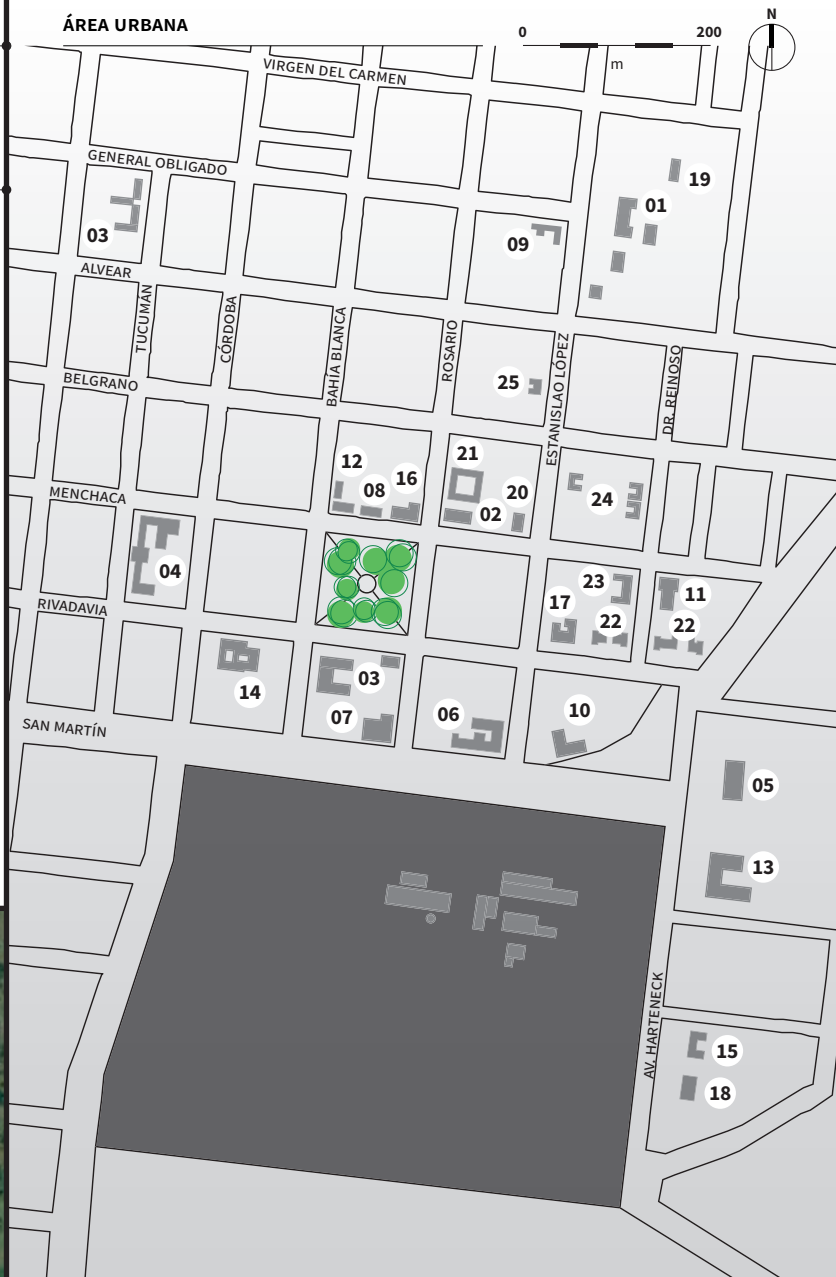 ÁREA URBANA
0
200
m
N
VIRGEN DEL CARMEN
GENERAL OBLIGADO
19
01
03
09
ALVEAR
TUCUMÁN
CÓRDOBA
BAHÍA BLANCA
ROSARIO
ESTANISLAO LÓPEZ
DR. REINOSO
BELGRANO
25
12
08
16
21
02
20
24
MENCHACA
04
23
17
22
11
22
RIVADAVIA
14
03
07
06
10
SAN MARTÍN
05
13
AV. HARTENECK
15
18